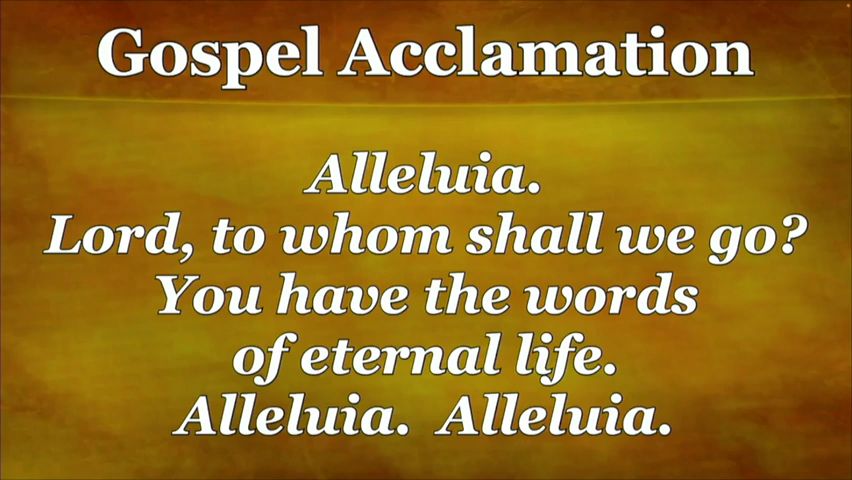 Gospel Acclamation
Alleluia.
Lord, to whom shall we go?
You have the words
of eternal life.
Alleluia. Alleluia.